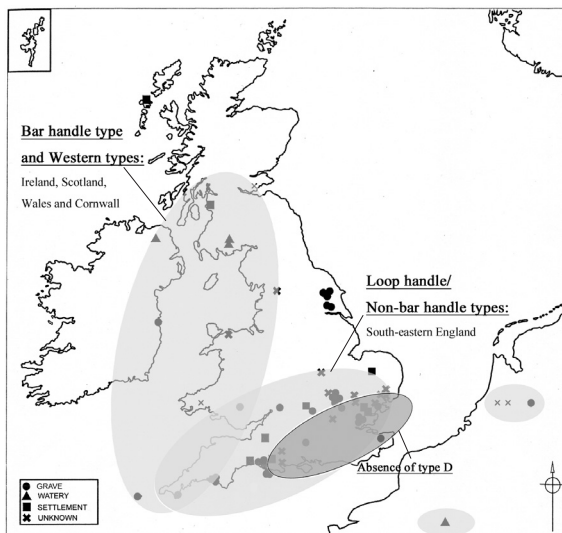 Bar handle type
and Western types:
Ireland, Scotland,
Wales and Cornwall
Loop handle/
Non-bar handle types:
South-eastern England
Absence of type D
GRAVE
WATERY
SETTLEMENT
UNKNOWN